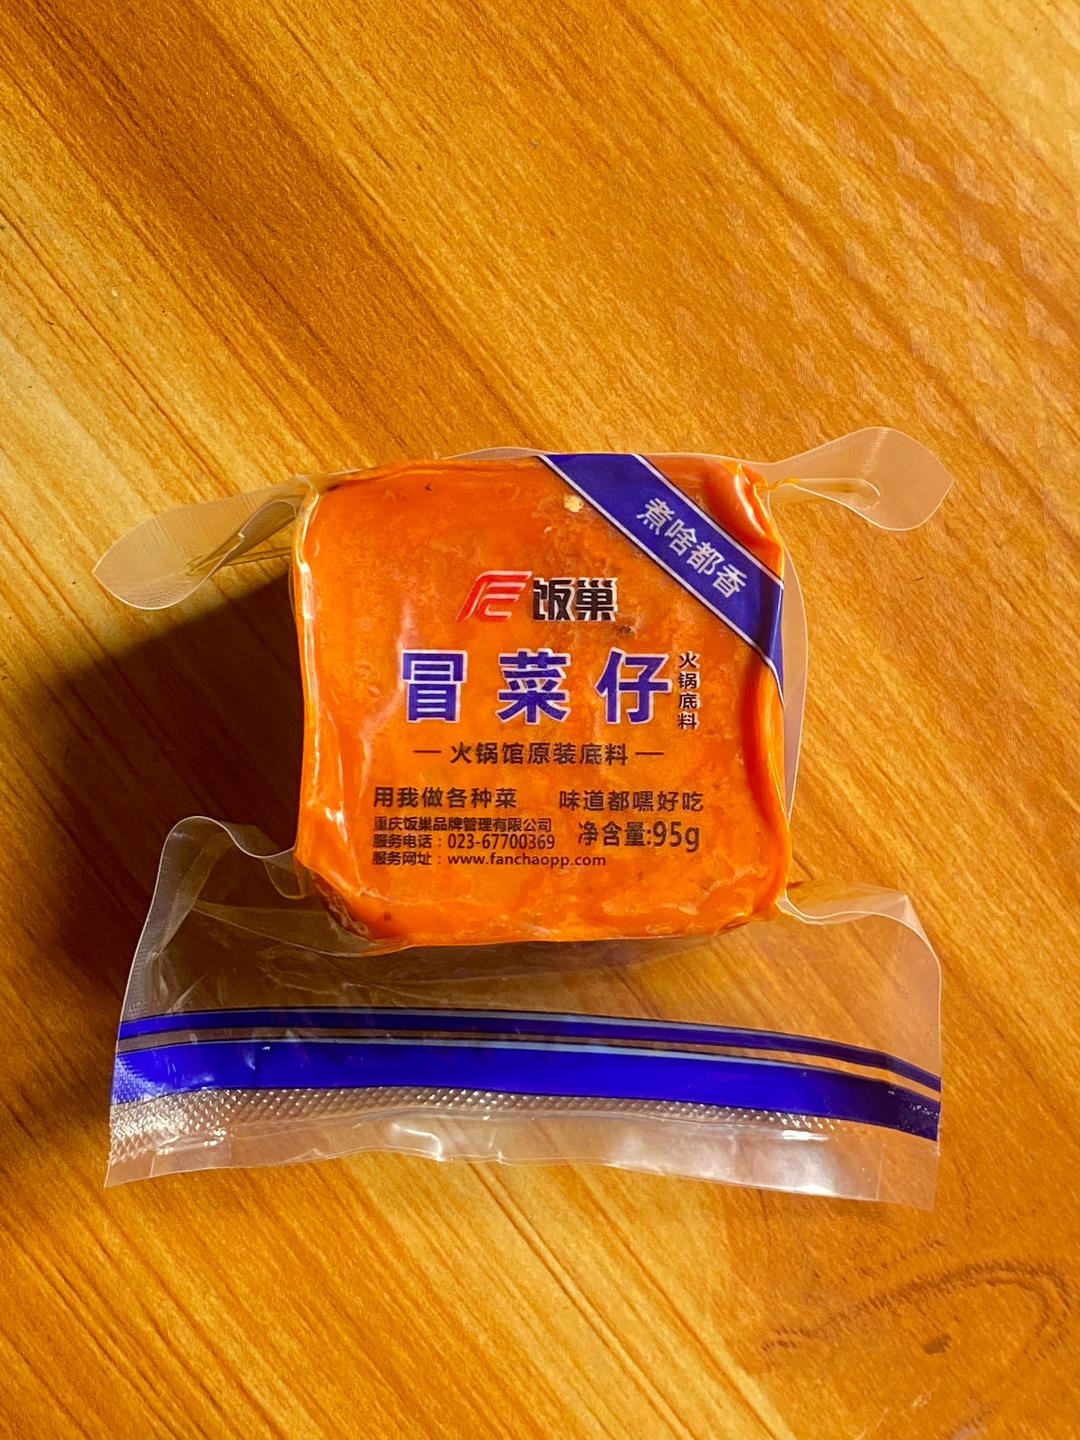 煮啥都香
饭巢
冒菜仔
火锅底料
火锅馆原装底料
用我做各种菜 味道都嘿好吃
重庆饭巢品牌管理有限公司
服务电话：023-67700369
净含量:95g
服务网址：www.fanchaopp.com